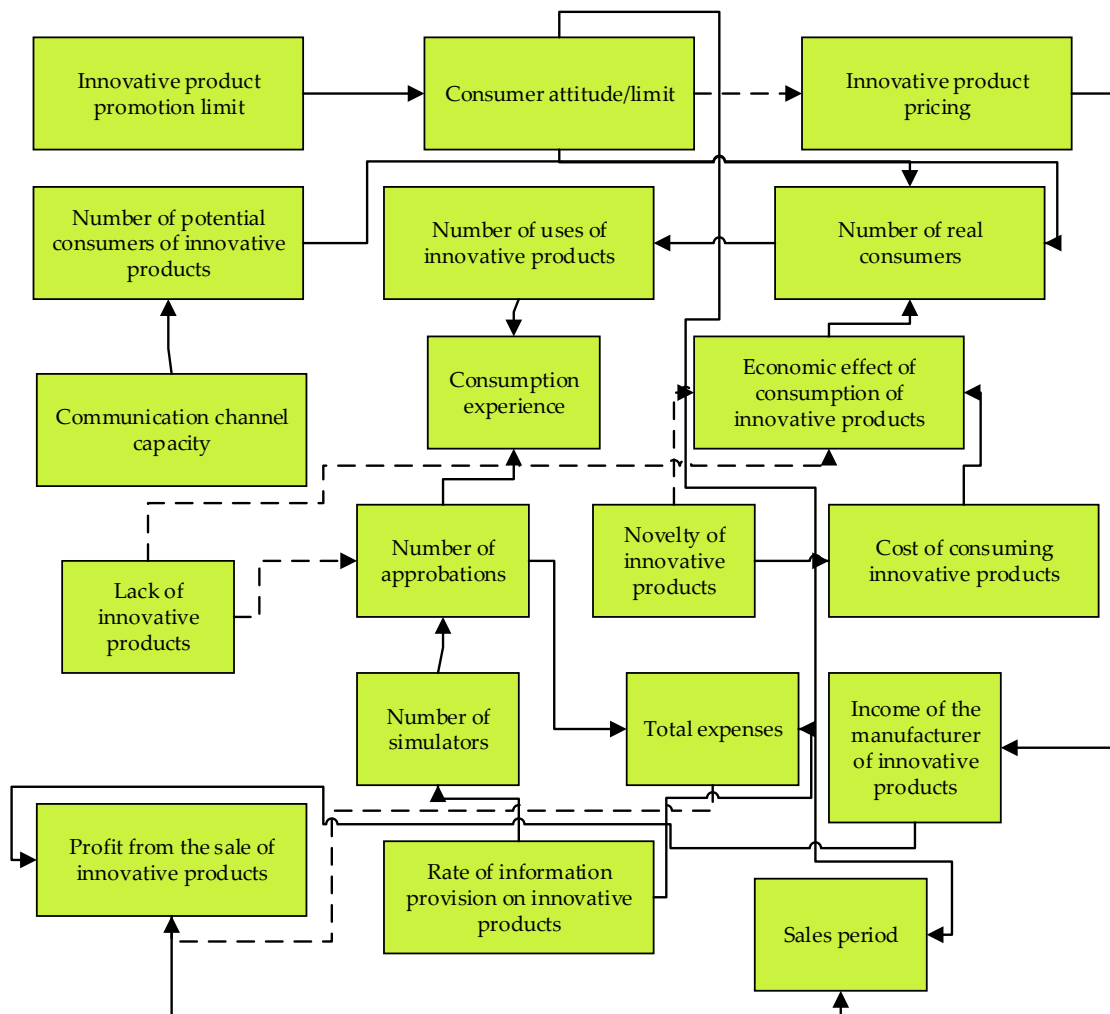 Innovative product
promotion limit
Consumer attitude/limit
Innovative product
pricing
Number of potential
consumers of innovative
products
Number of uses of
innovative products
Number of real
consumers
Communication channel
capacity
Consumption
experience
Economic effect of
consumption of
innovative products
Lack of
innovative
products
Number of
approbations
Novelty of
innovative
products
Cost of consuming
innovative products
Number of
simulators
Total expenses
Income of the
manufacturer
of innovative
products
Profit from the sale of
innovative products
Rate of information
provision on innovative
products
Sales period